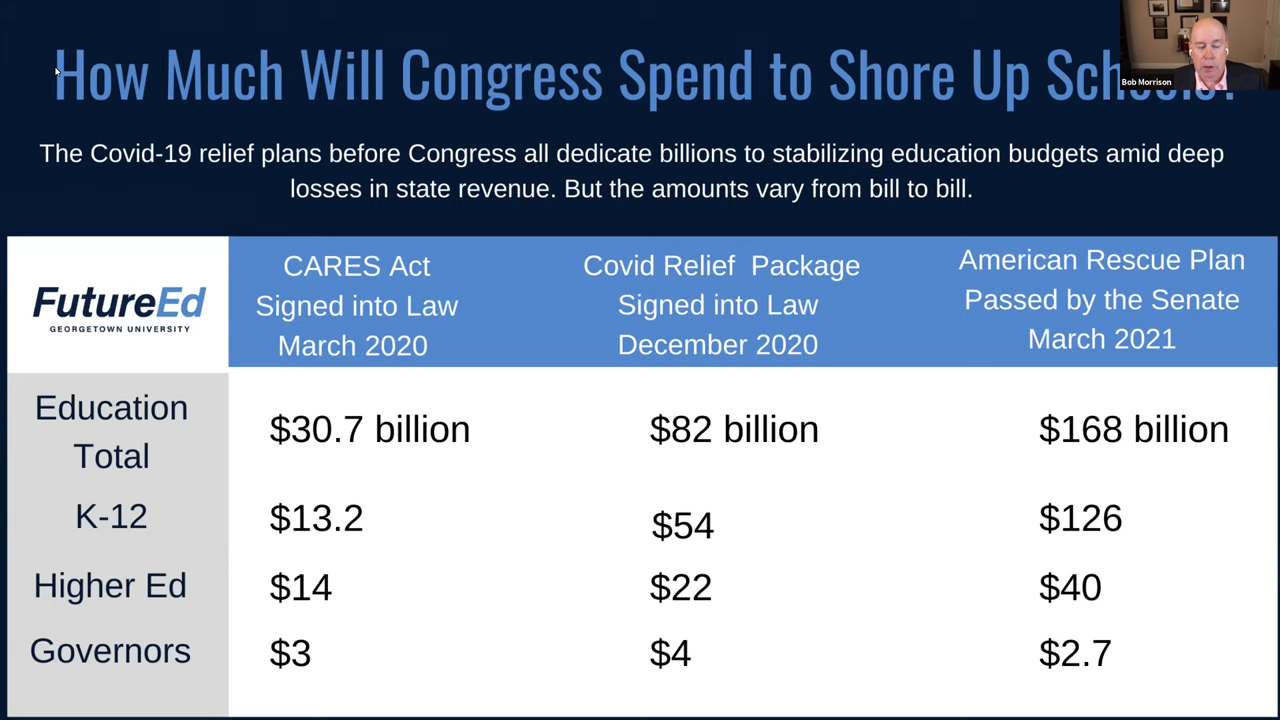 How Much Will Congress Spend to Shore Up
Bob Morrison
The Covid-19 relief plans before Congress all dedicate billions to stabilizing education budgets amid deep
losses in state revenue. But the amounts vary from bill to bill.
FutureEd
GEORGETOWN UNIVERSITY
CARES Act
Signed into Law
March 2020
Covid Relief Package
Signed into Law
December 2020
American Rescue Plan
Passed by the Senate
March 2021
Education
Total
$30.7 billion
$82 billion
$168 billion
K-12
$13.2
$54
$126
Higher Ed
$14
$22
$40
Governors
$3
$4
$2.7